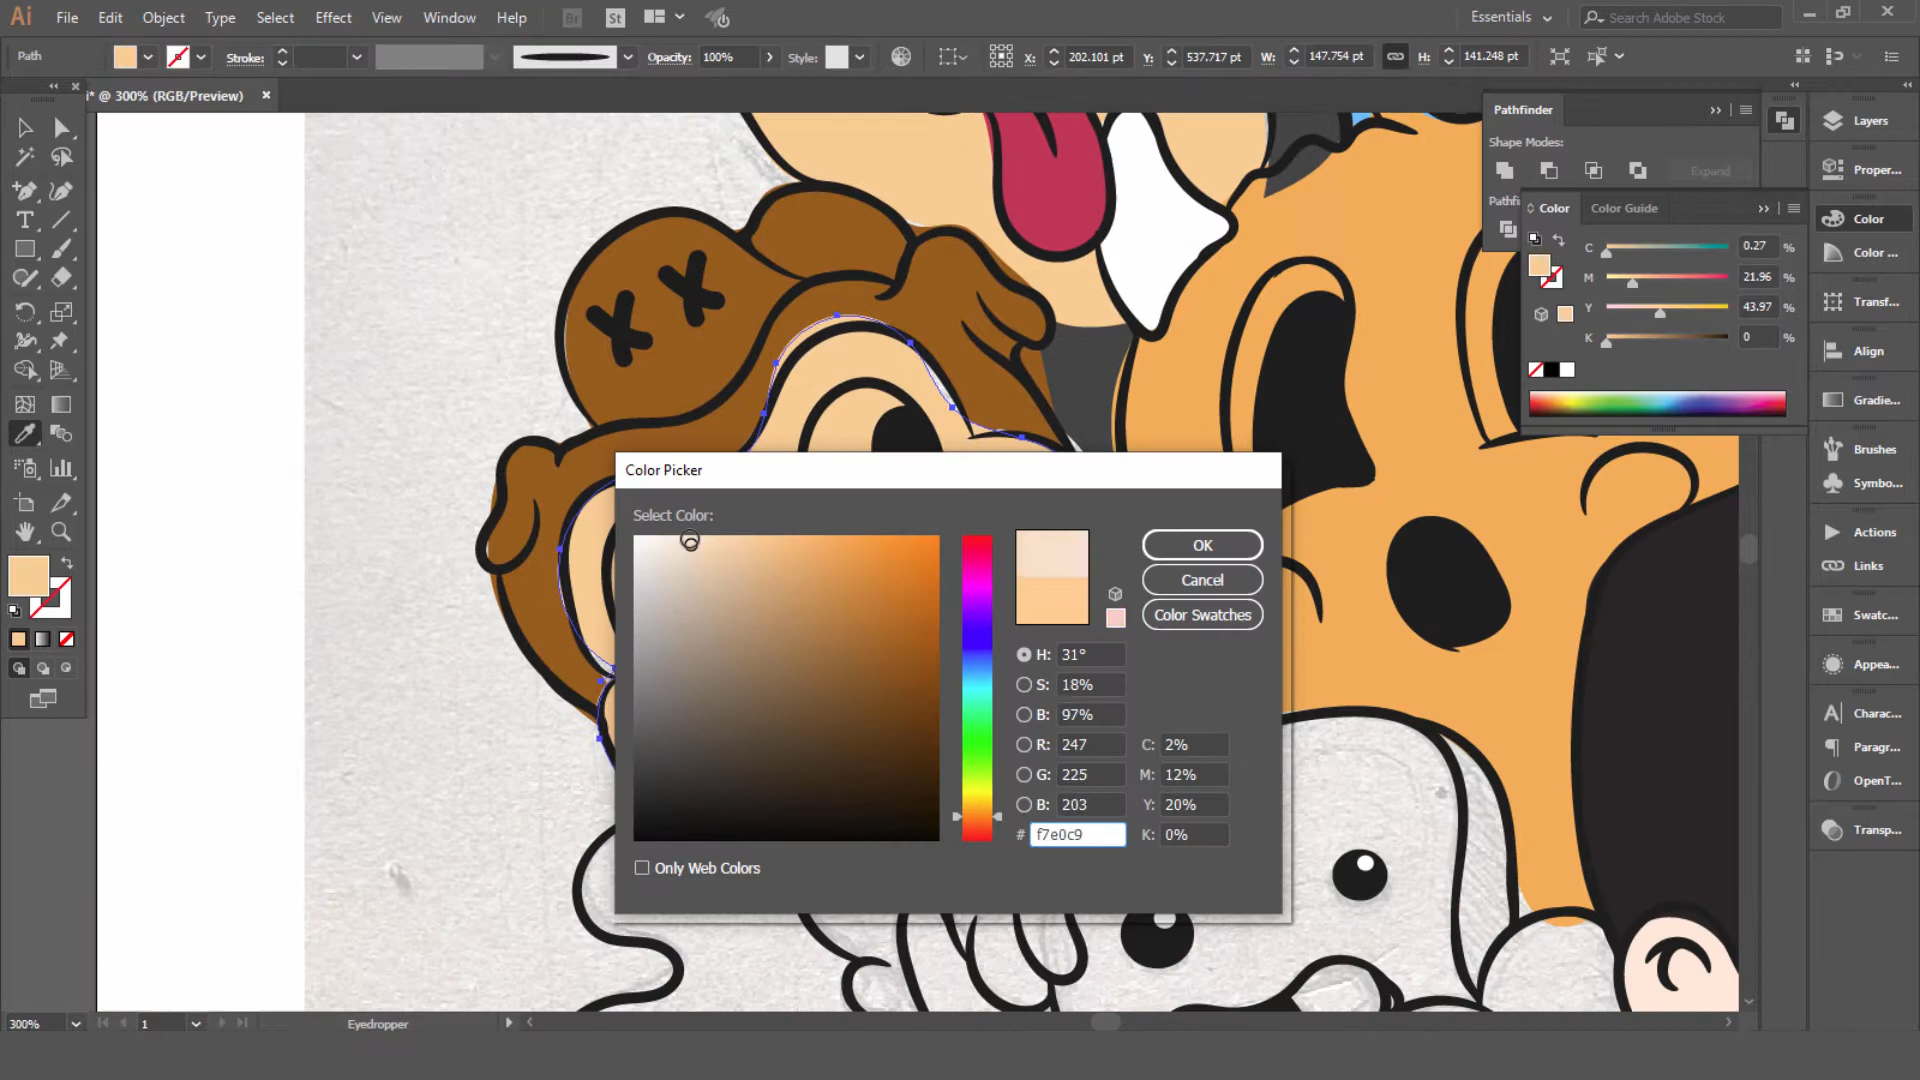 Ai File Edit Object Type Select Effect View Window Help Br St Essentials Search Adobe Stock
Path Stroke: Opacity: 100% Style: X: 202.101 pt Y: 537.717 pt W: 147.754 pt H: 141.248 pt
i* @ 300% (RGB/Preview)
Pathfinder
Shape Modes:
Expand
Pathfi
Color Color Guide
C 0.27 %
M 21.96 %
Y 43.97 %
K 0 %
Layers
Proper...
Color
Color ...
Transf...
Align
Gradie...
Brushes
Symbo...
Actions
Links
Swatc...
Appea...
Charac...
Paragr...
OpenT...
Transp...
Color Picker
Select Color:
OK
Cancel
Color Swatches
H: 31°
S: 18%
B: 97%
R: 247 C: 2%
G: 225 M: 12%
B: 203 Y: 20%
# f7e0c9 K: 0%
Only Web Colors
300% 1 Eyedropper